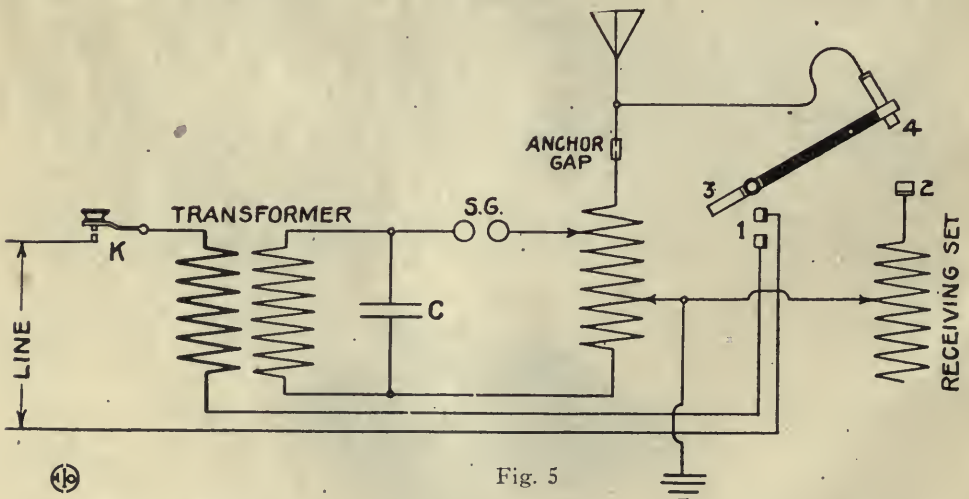 ANCHOR
GAP
4
3
2
1
S.G.
TRANSFORMER
K
C
LINE
RECEIVING SET
Fig. 5